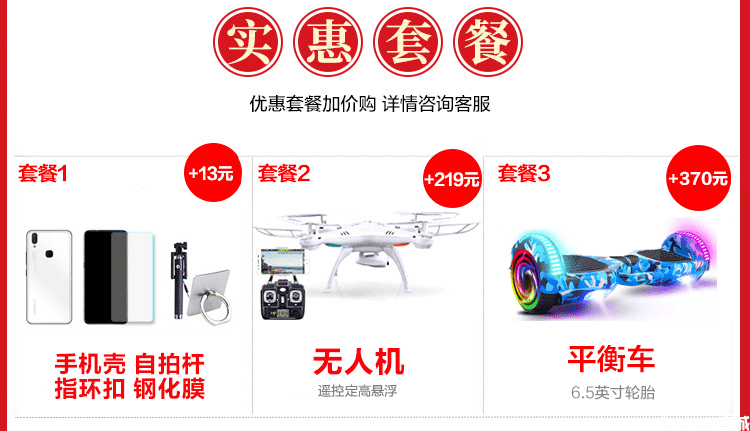 实惠套餐
优惠套餐加价购 详情咨询客服
套餐1
+13元
手机壳 自拍杆
指环扣 钢化膜
套餐2
+219元
无人机
遥控定高悬浮
套餐3
+370元
平衡车
6.5英寸轮胎